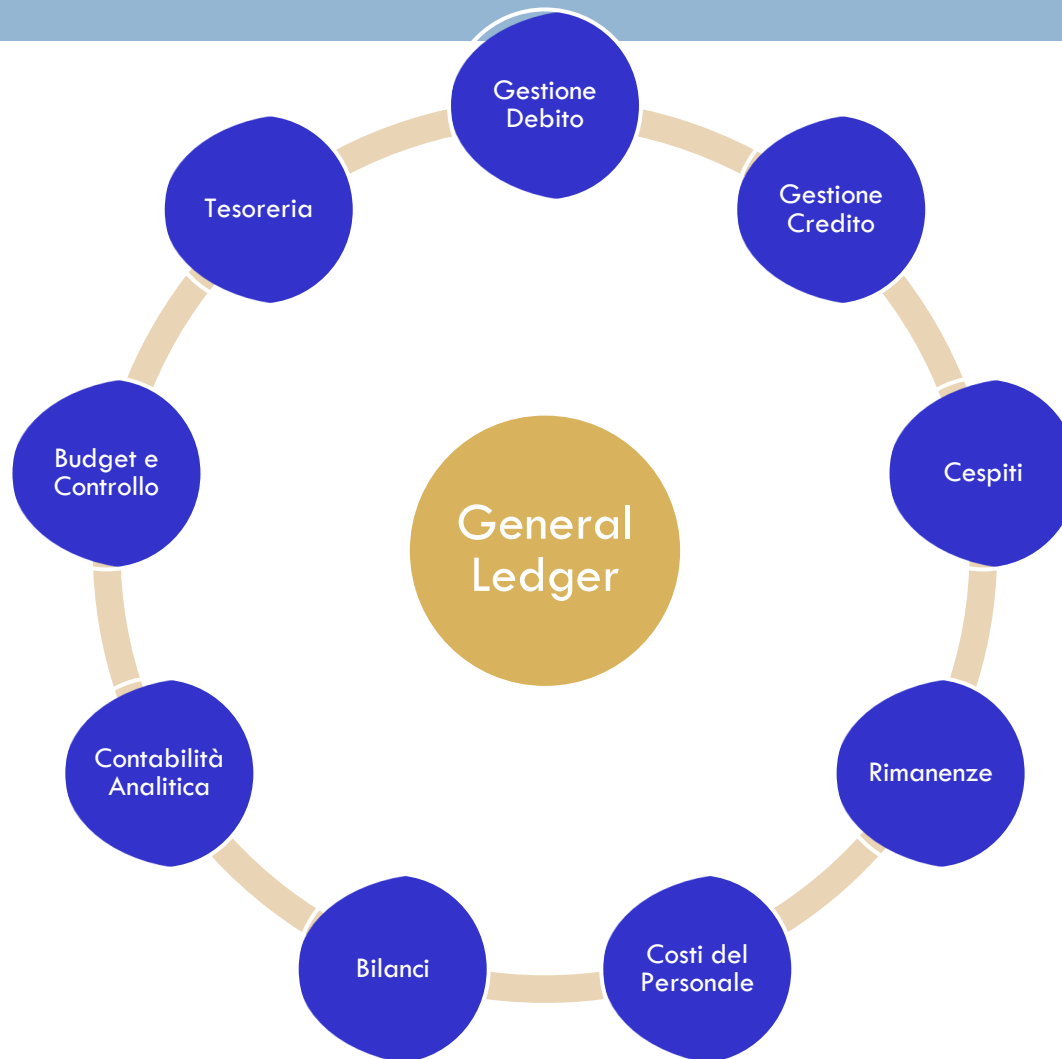 Gestione
Debito
Gestione
Credito
Cespiti
Rimanenze
Costi del
Personale
Bilanci
Contabilità
Analitica
Budget e
Controllo
Tesoreria
General
Ledger